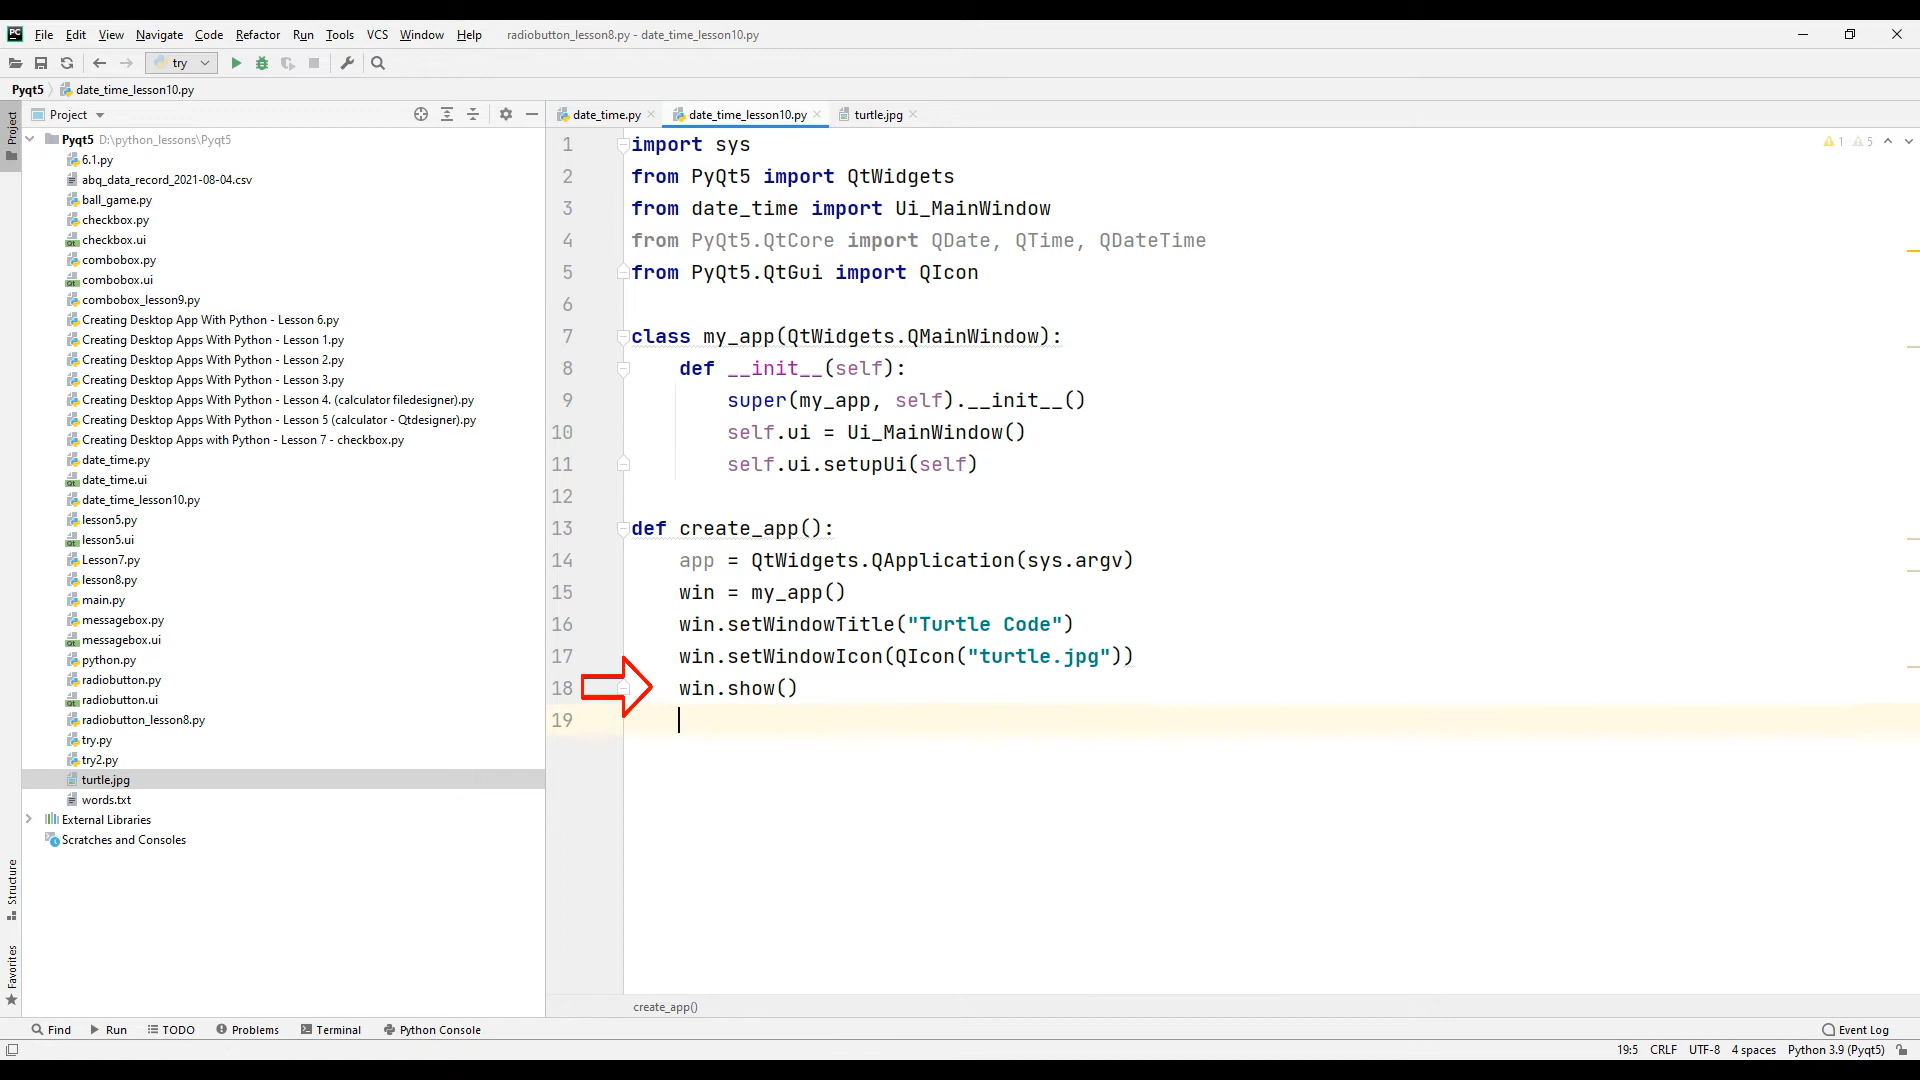 PC File Edit View Navigate Code Refactor Run Tools VCS Window Help radiobutton_lesson8.py - date_time_lesson10.py
try
Pyqt5 date_time_lesson10.py
Project
Project
Structure
Favorites
Pyqt5 D:\python_lessons\Pyqt5
6.1.py
abq_data_record_2021-08-04.csv
ball_game.py
checkbox.py
checkbox.ui
combobox.py
combobox.ui
combobox_lesson9.py
Creating Desktop App With Python - Lesson 6.py
Creating Desktop Apps With Python - Lesson 1.py
Creating Desktop Apps With Python - Lesson 2.py
Creating Desktop Apps With Python - Lesson 3.py
Creating Desktop Apps With Python - Lesson 4. (calculator filedesigner).py
Creating Desktop Apps With Python - Lesson 5 (calculator - Qtdesigner).py
Creating Desktop Apps with Python - Lesson 7 - checkbox.py
date_time.py
date_time.ui
date_time_lesson10.py
lesson5.py
lesson5.ui
Lesson7.py
lesson8.py
main.py
messagebox.py
messagebox.ui
python.py
radiobutton.py
radiobutton.ui
radiobutton_lesson8.py
try.py
try2.py
turtle.jpg
words.txt
External Libraries
Scratches and Consoles
date_time.py date_time_lesson10.py turtle.jpg
1 5
1 import sys
2 from PyQt5 import QtWidgets
3 from date_time import Ui_MainWindow
4 from PyQt5.QtCore import QDate, QTime, QDateTime
5 from PyQt5.QtGui import QIcon
6
7 class my_app(QtWidgets.QMainWindow):
8 def __init__(self):
9 super(my_app, self).__init__()
10 self.ui = Ui_MainWindow()
11 self.ui.setupUi(self)
12
13 def create_app():
14 app = QtWidgets.QApplication(sys.argv)
15 win = my_app()
16 win.setWindowTitle("Turtle Code")
17 win.setWindowIcon(QIcon("turtle.jpg"))
18 win.show()
19
create_app()
Find Run TODO Problems Terminal Python Console Event Log
19:5 CRLF UTF-8 4 spaces Python 3.9 (Pyqt5)